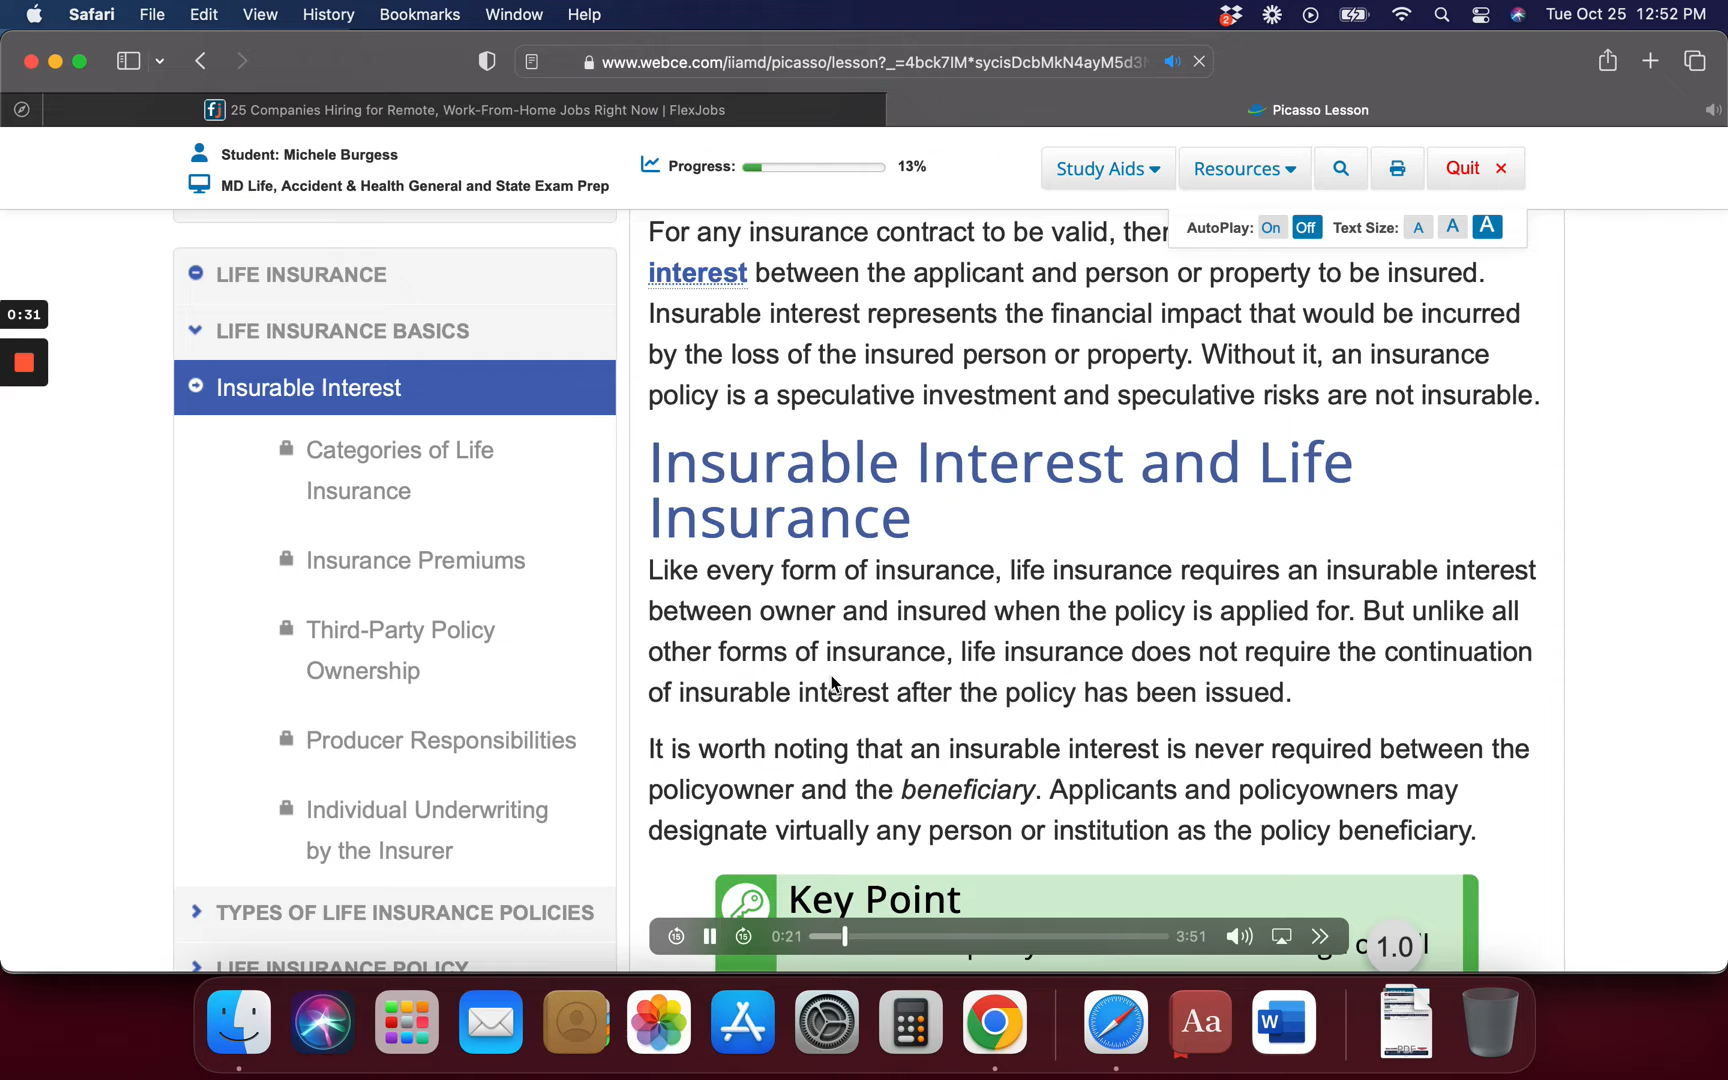 Safari File Edit View History Bookmarks Window Help
2
Tue Oct 25 12:52 PM
www.webce.com/iiamd/picasso/lesson?_=4bck7IM*sycisDcbMkN4ayM5d3
25 Companies Hiring for Remote, Work-From-Home Jobs Right Now | FlexJobs
Picasso Lesson
Student: Michele Burgess
MD Life, Accident & Health General and State Exam Prep
Progress: 13%
Study Aids
Resources
Quit ×
AutoPlay: On Off Text Size: A A A
0:31
LIFE INSURANCE
LIFE INSURANCE BASICS
Insurable Interest
Categories of Life
Insurance
Insurance Premiums
Third-Party Policy
Ownership
Producer Responsibilities
Individual Underwriting
by the Insurer
TYPES OF LIFE INSURANCE POLICIES
LIFE INSURANCE POLICY
For any insurance contract to be valid,
interest between the applicant and person or property to be insured.
Insurable interest represents the financial impact that would be incurred
by the loss of the insured person or property. Without it, an insurance
policy is a speculative investment and speculative risks are not insurable.
Insurable Interest and Life
Insurance
Like every form of insurance, life insurance requires an insurable interest
between owner and insured when the policy is applied for. But unlike all
other forms of insurance, life insurance does not require the continuation
of insurable interest after the policy has been issued.
It is worth noting that an insurable interest is never required between the
policyowner and the beneficiary. Applicants and policyowners may
designate virtually any person or institution as the policy beneficiary.
Key Point
15 15 0:21 3:51
1.0
Aa
W
PDF